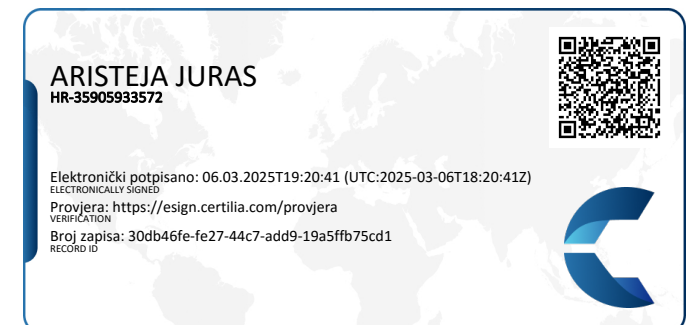 ARISTEJA JURAS
HR-35905933572
Elektronički potpisano: 06.03.2025T19:20:41 (UTC:2025-03-06T18:20:41Z)
ELECTRONICALLY SIGNED
Provjera: https://esign.certilia.com/provjera
VERIFICATION
Broj zapisa: 30db46fe-fe27-44c7-add9-19a5ffb75cd1
RECORD ID